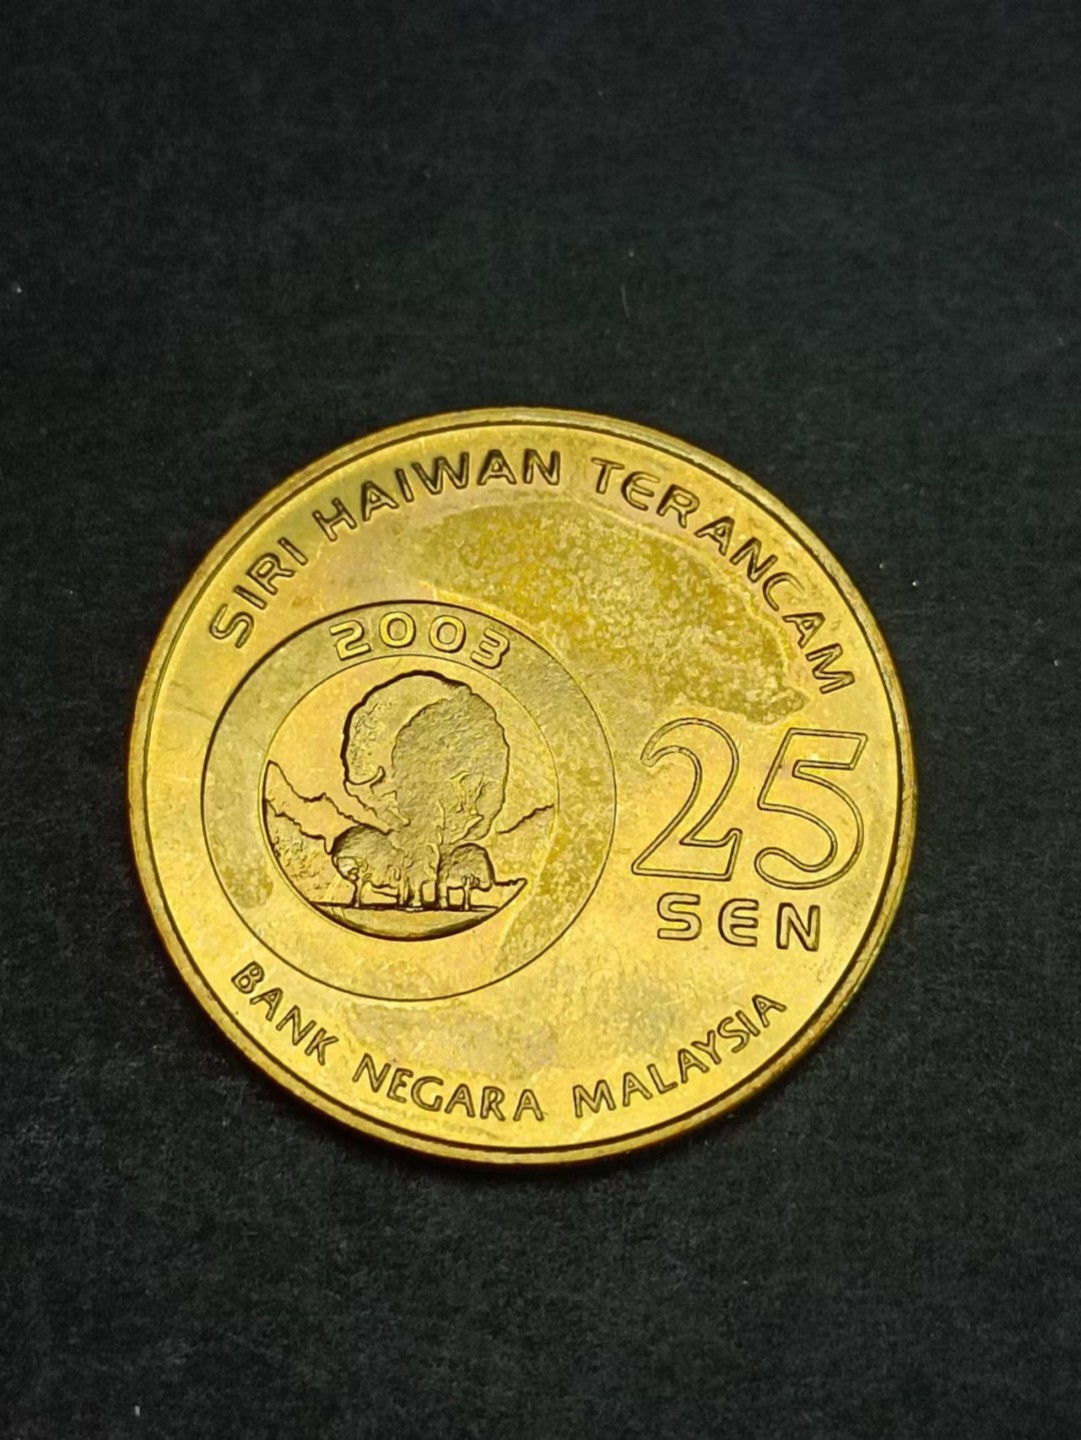 SIRI HAIWAN TERANCAM
2003
25
SEN
BANK NEGARA MALAYSIA